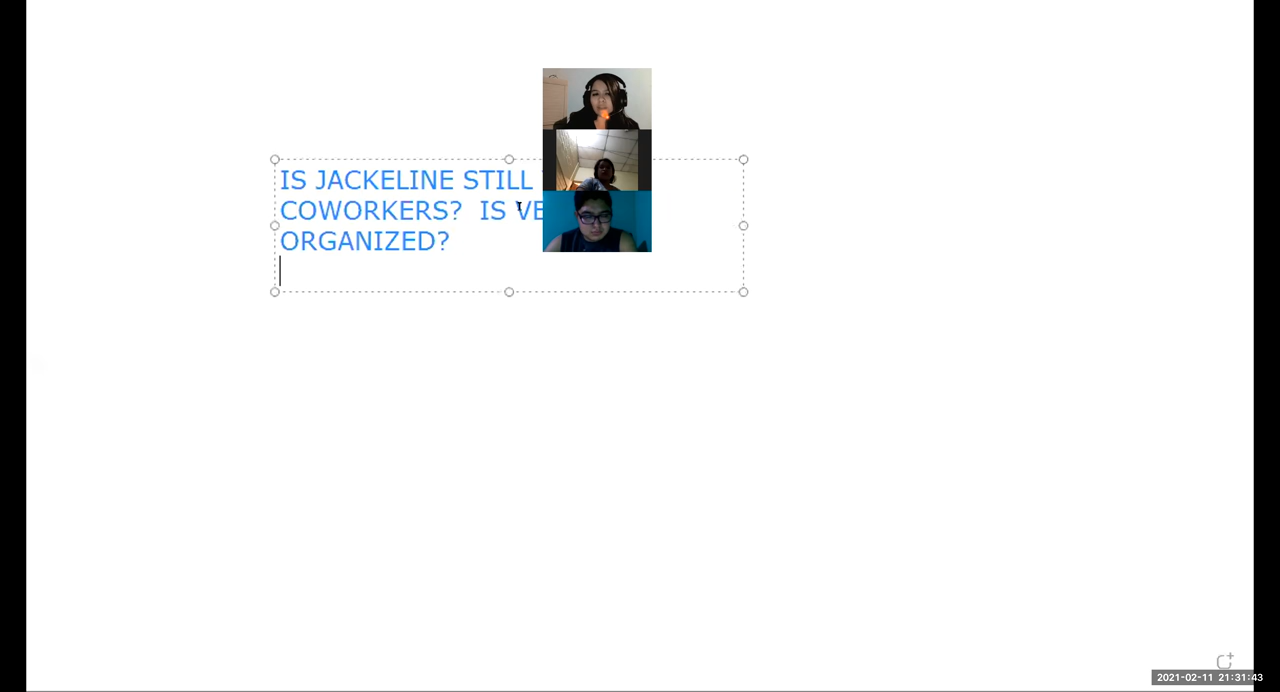 IS JACKELINE STILL
COWORKERS?  IS VE
ORGANIZED?
2021-02-11 21:31:43